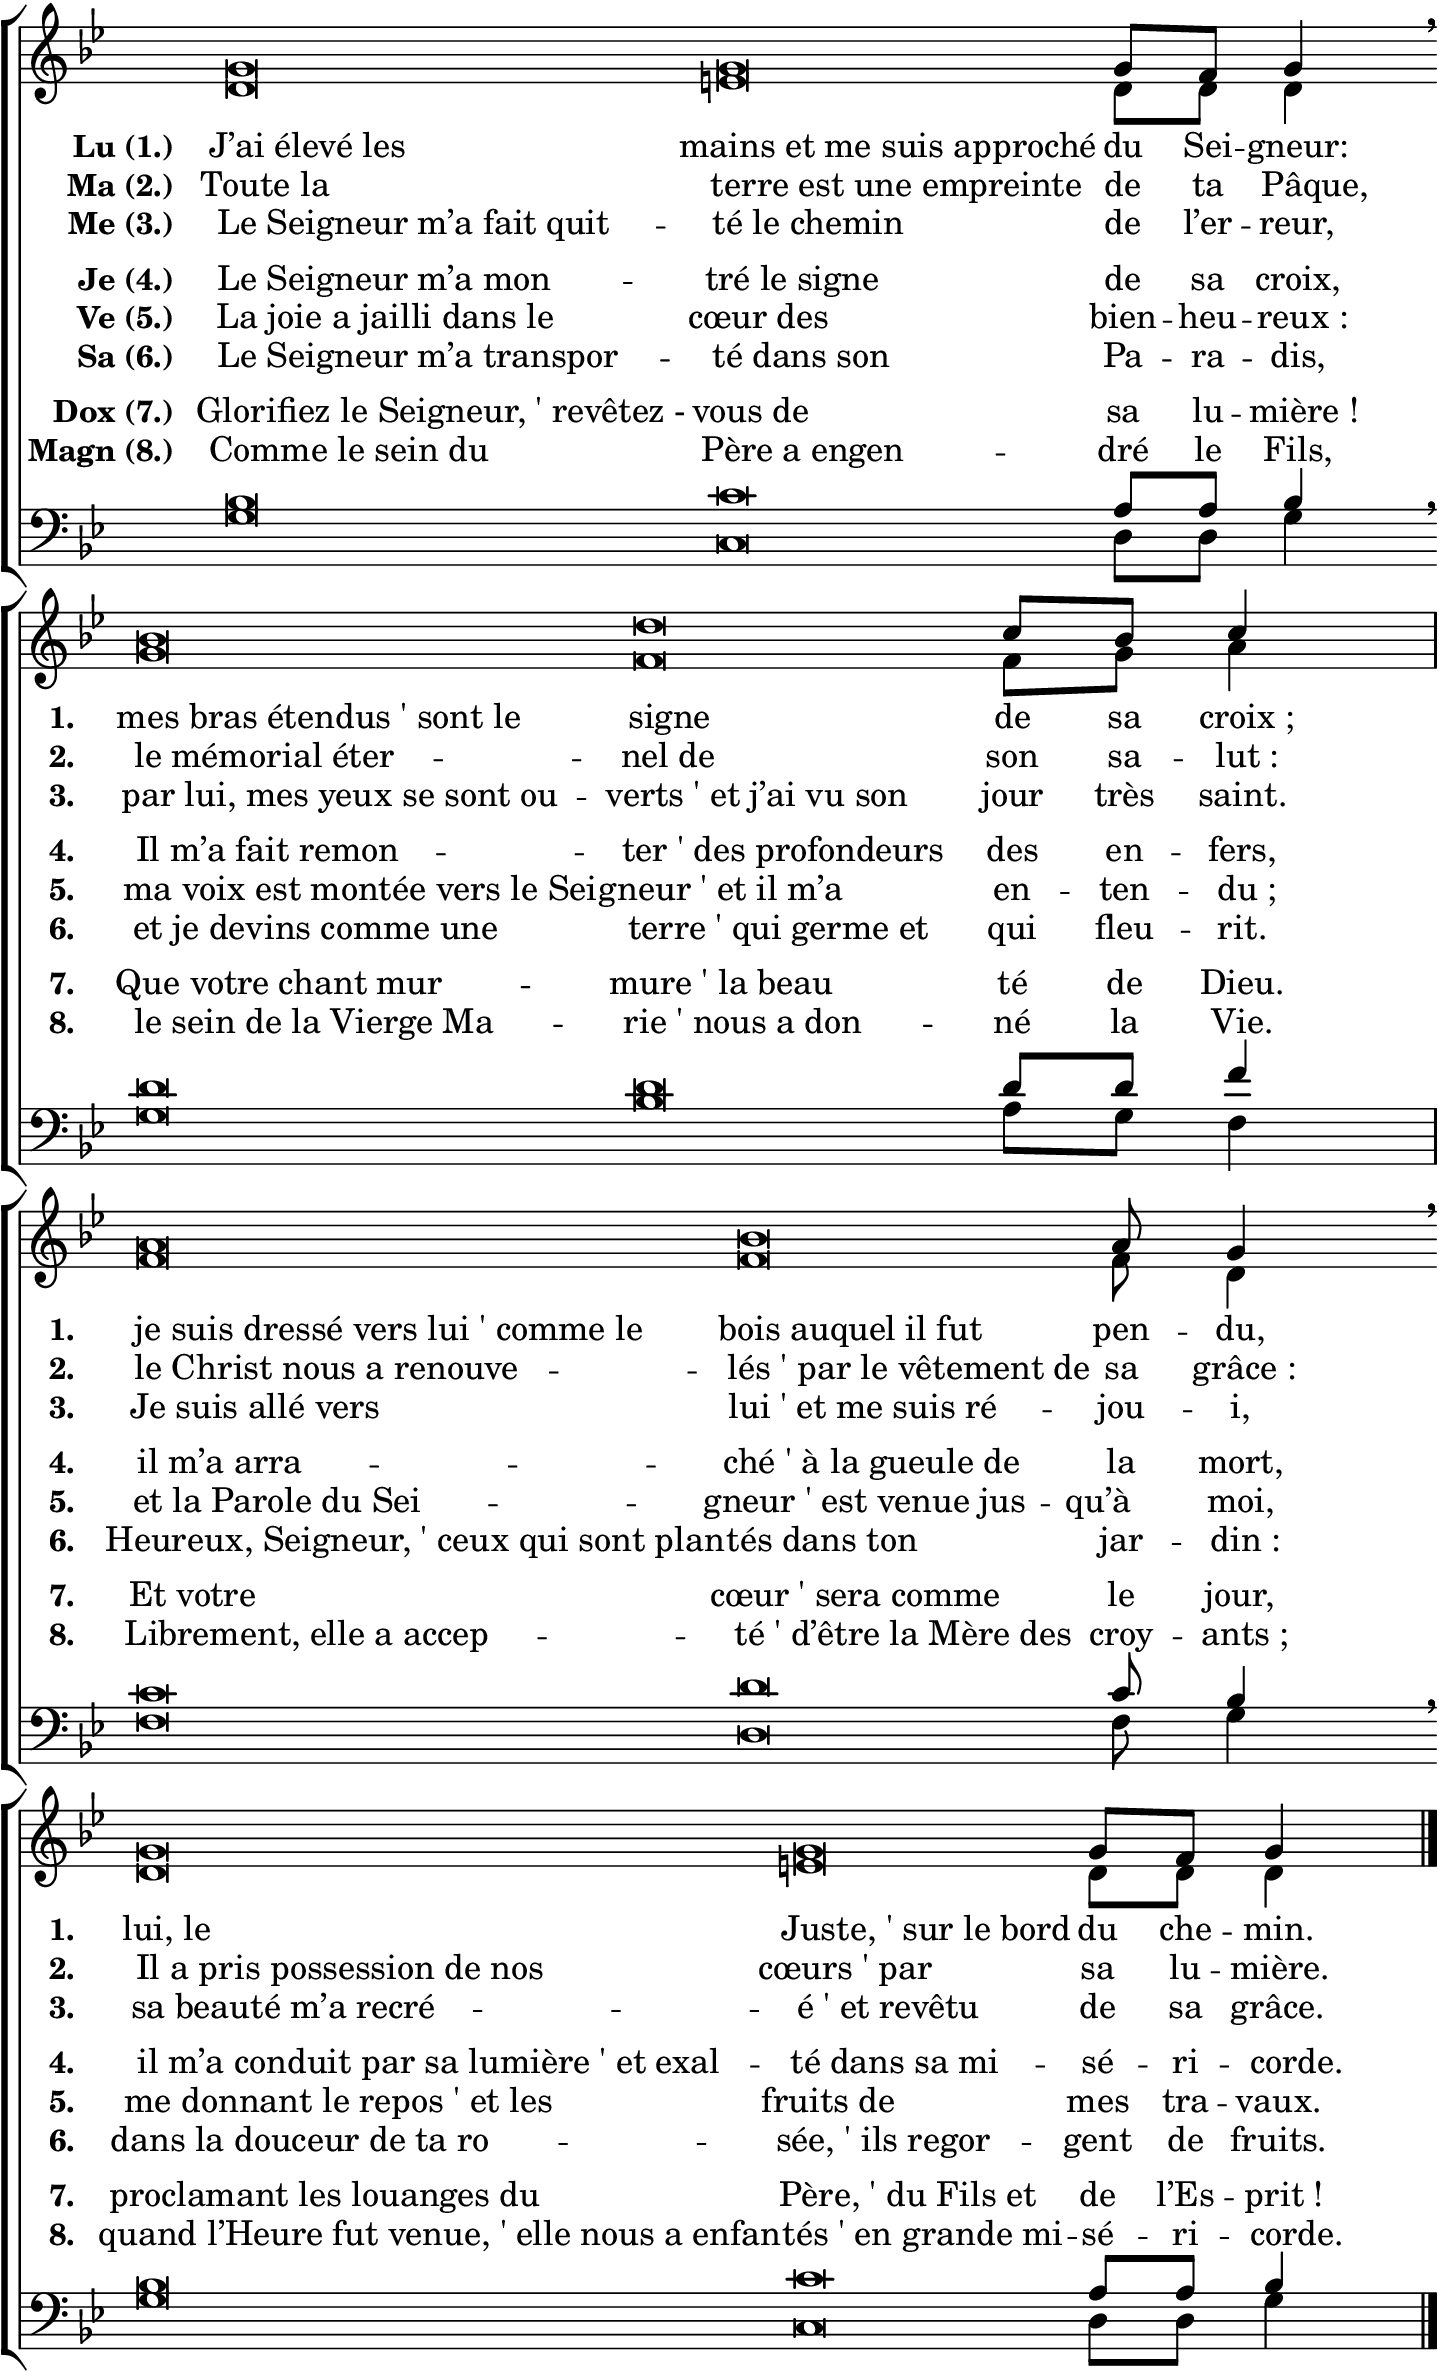 Lu (1.) J’ai élevé les mains et me suis approché du Sei -- gneur:
Ma (2.) Toute la terre est une empreinte de ta Pâque,
Me (3.) Le Seigneur m’a fait quit -- té le chemin de l’er -- reur,
Je (4.) Le Seigneur m’a mon -- tré le signe de sa croix,
Ve (5.) La joie a jailli dans le cœur des bien -- heu -- reux :
Sa (6.) Le Seigneur m’a transpor -- té dans son Pa -- ra -- dis,
Dox (7.) Glorifiez le Seigneur, ' revêtez - vous de sa lu -- mière !
Magn (8.) Comme le sein du Père a engen -- dré le Fils,
1. mes bras étendus ' sont le signe de sa croix ;
2. le mémorial éter -- nel de son sa -- lut :
3. par lui, mes yeux se sont ou -- verts ' et j’ai vu son jour très saint.
4. Il m’a fait remon -- ter ' des profondeurs des en -- fers,
5. ma voix est montée vers le Seigneur ' et il m’a en -- ten -- du ;
6. et je devins comme une terre ' qui germe et qui fleu -- rit.
7. Que votre chant mur -- mure ' la beau té de Dieu.
8. le sein de la Vierge Ma -- rie ' nous a don -- né la Vie.
1. je suis dressé vers lui ' comme le bois auquel il fut pen -- du,
2. le Christ nous a renouve -- lés ' par le vêtement de sa grâce :
3. Je suis allé vers lui ' et me suis ré -- jou -- i,
4. il m’a arra -- ché ' à la gueule de la mort,
5. et la Parole du Sei -- gneur ' est venue jus -- qu’à moi,
6. Heureux, Seigneur, ' ceux qui sont plantés dans ton jar -- din :
7. Et votre cœur ' sera comme le jour,
8. Librement, elle a accep -- té ' d’être la Mère des croy -- ants ;
1. lui, le Juste, ' sur le bord du che -- min.
2. Il a pris possession de nos cœurs ' par sa lu -- mière.
3. sa beauté m’a recré -- é ' et revêtu de sa grâce.
4. il m’a conduit par sa lumière ' et exal -- té dans sa mi -- sé -- ri -- corde.
5. me donnant le repos ' et les fruits de mes tra -- vaux.
6. dans la douceur de ta ro -- sée, ' ils regor -- gent de fruits.
7. proclamant les louanges du Père, ' du Fils et de l’Es -- prit !
8. quand l’Heure fut venue, ' elle nous a enfantés ' en grande mi -- sé -- ri -- corde.